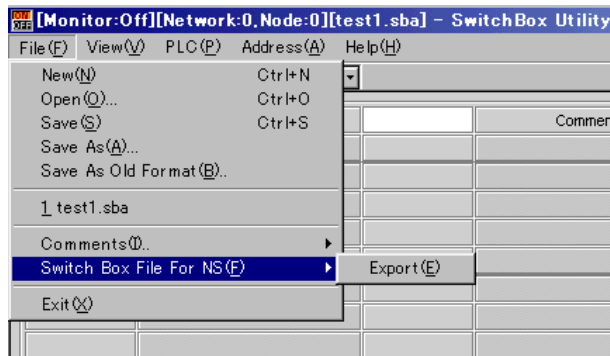 [Monitor:Off][Network:0,Node:0][test1.sba] - SwitchBox Utility
File(F) View(V) PLC(P) Address(A) Help(H)
New(N) Ctrl+N
Open(O)... Ctrl+O
Save(S) Ctrl+S
Save As(A)...
Save As Old Format(B)..
1 test1.sba
Comments(I)..
Switch Box File For NS(F)
Export(E)
Exit(X)